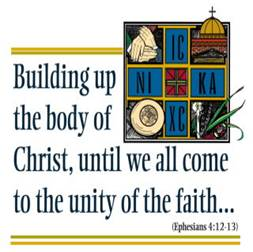 IC
NI KA
XC
Building up
the body of
Christ, until we all come
to the unity of the faith...
(Ephesians 4:12-13)